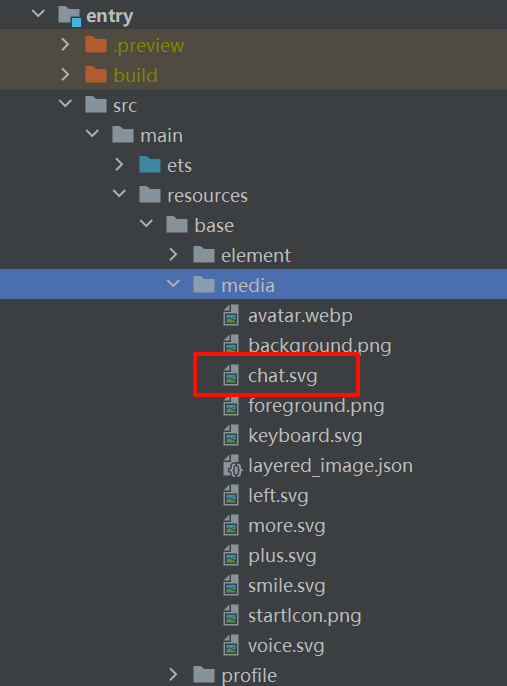 entry
.preview
build
src
main
ets
resources
base
element
media
avatar.webp
background.png
chat.svg
foreground.png
keyboard.svg
layered_image.json
left.svg
more.svg
plus.svg
smile.svg
startIcon.png
voice.svg
profile